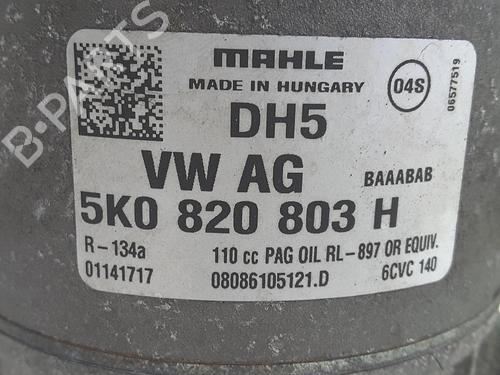 MAHLE
MADE IN HUNGARY
04S
06577519
DH5
VW AG
BAAABAB
5K0 820 803 H
R-134a
110 cc PAG OIL RL-897 OR EQUIV.
01141717
08086105121.D
6CVC 140
B-PARTS